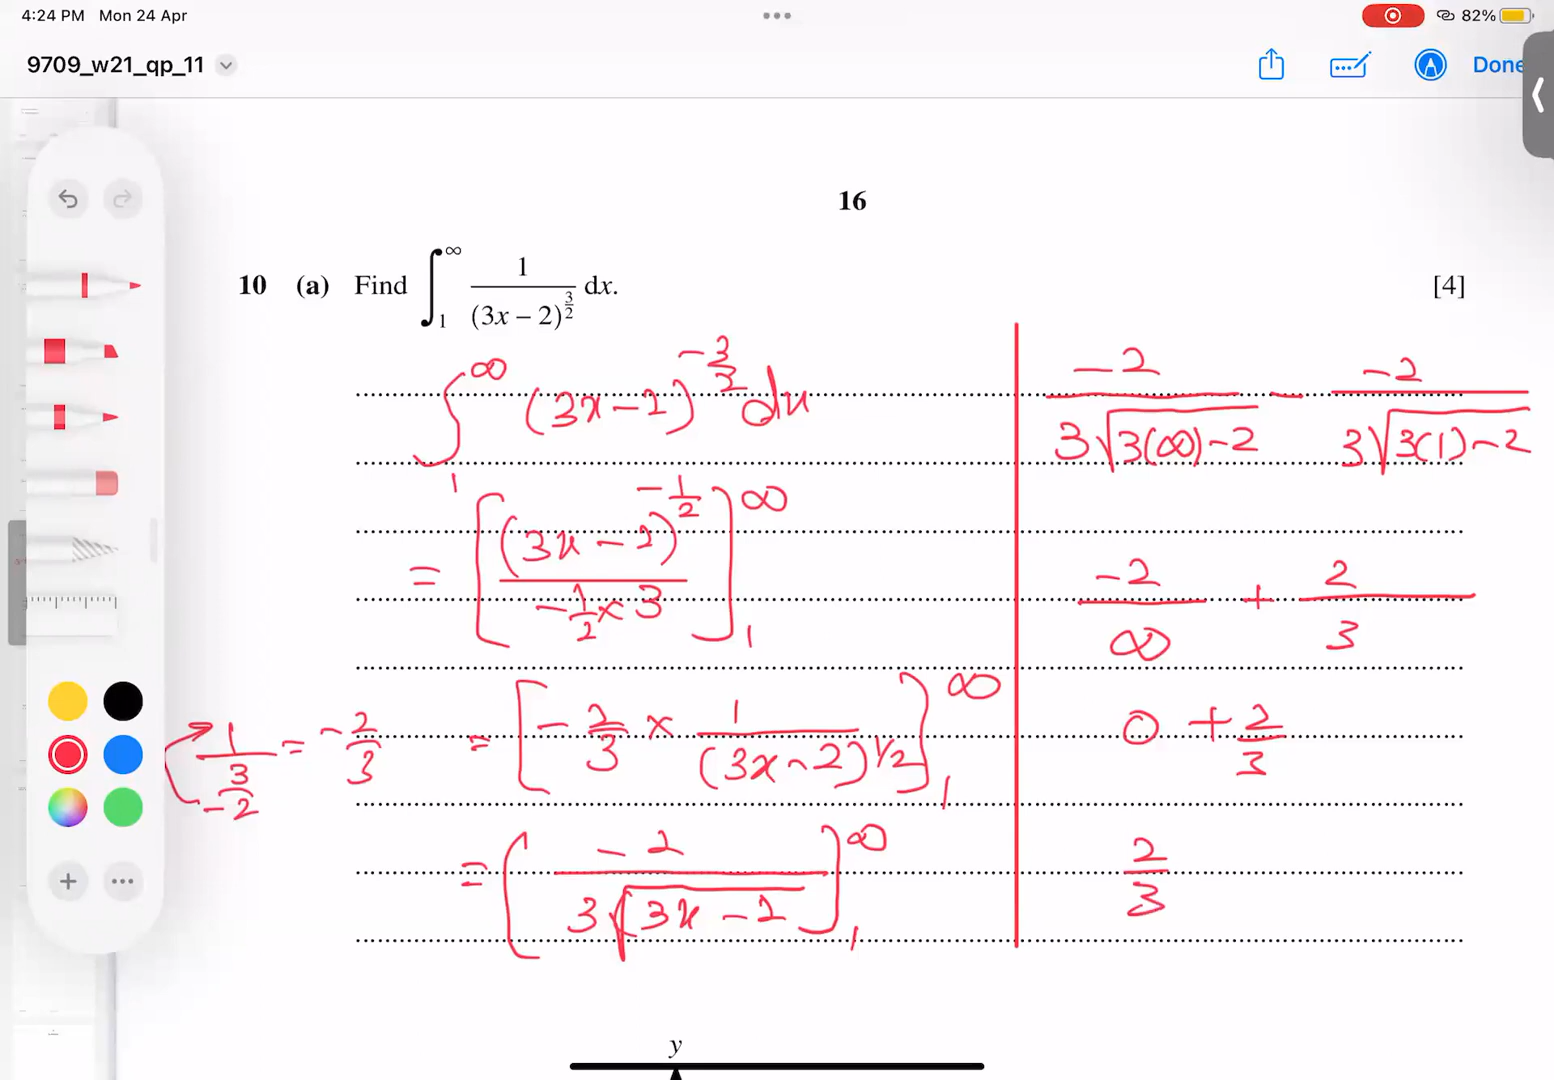 4:24 PM Mon 24 Apr
82%
9709_w21_qp_11
Done
16
10 (a) Find ∫₁^∞ 1/(3x – 2)^(3/2) dx. [4]
∫₁^∞ (3x – 2)^(-3/2) dx
= [(3x – 2)^(-1/2) / (-1/2 × 3)]₁^∞
1/(-3/2) = -2/3
= [-2/3 × 1/(3x – 2)^(1/2)]₁^∞
= [-2/(3√(3x – 2))]₁^∞
-2/(3√(3(∞) – 2)) – -2/(3√(3(1) – 2))
-2/∞ + 2/3
0 + 2/3
2/3
y